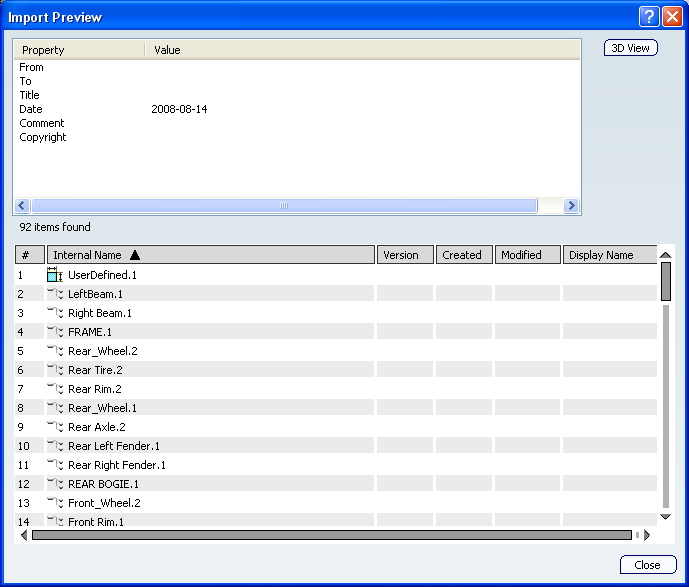 Import Preview
3D View
Property Value
From
To
Title
Date 2008-08-14
Comment
Copyright
92 items found
# Internal Name Version Created Modified Display Name
1 UserDefined.1
2 LeftBeam.1
3 Right Beam.1
4 FRAME.1
5 Rear_Wheel.2
6 Rear Tire.2
7 Rear Rim.2
8 Rear_Wheel.1
9 Rear Axle.2
10 Rear Left Fender.1
11 Rear Right Fender.1
12 REAR BOGIE.1
13 Front_Wheel.2
14 Front Rim.1
Close